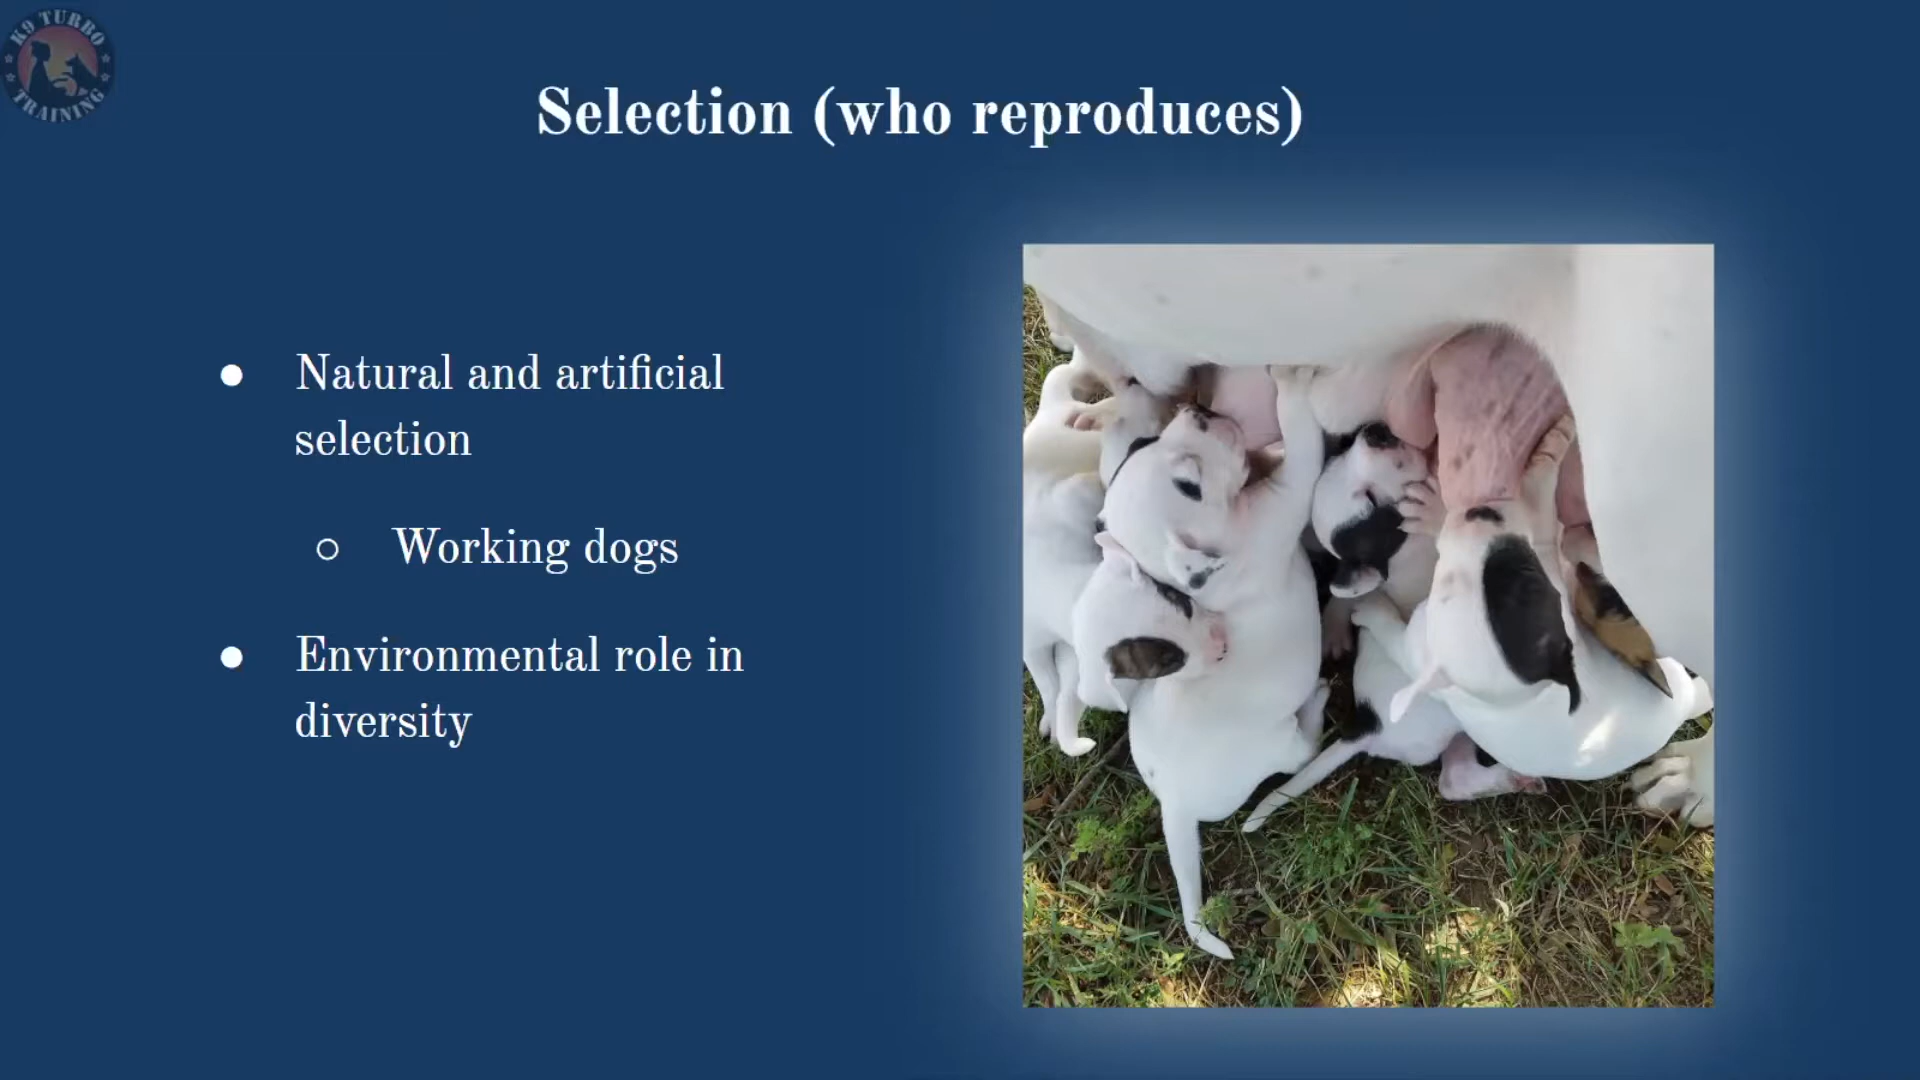 K9 TURBO
TRAINING
Selection (who reproduces)
● Natural and artificial
selection
○ Working dogs
● Environmental role in
diversity